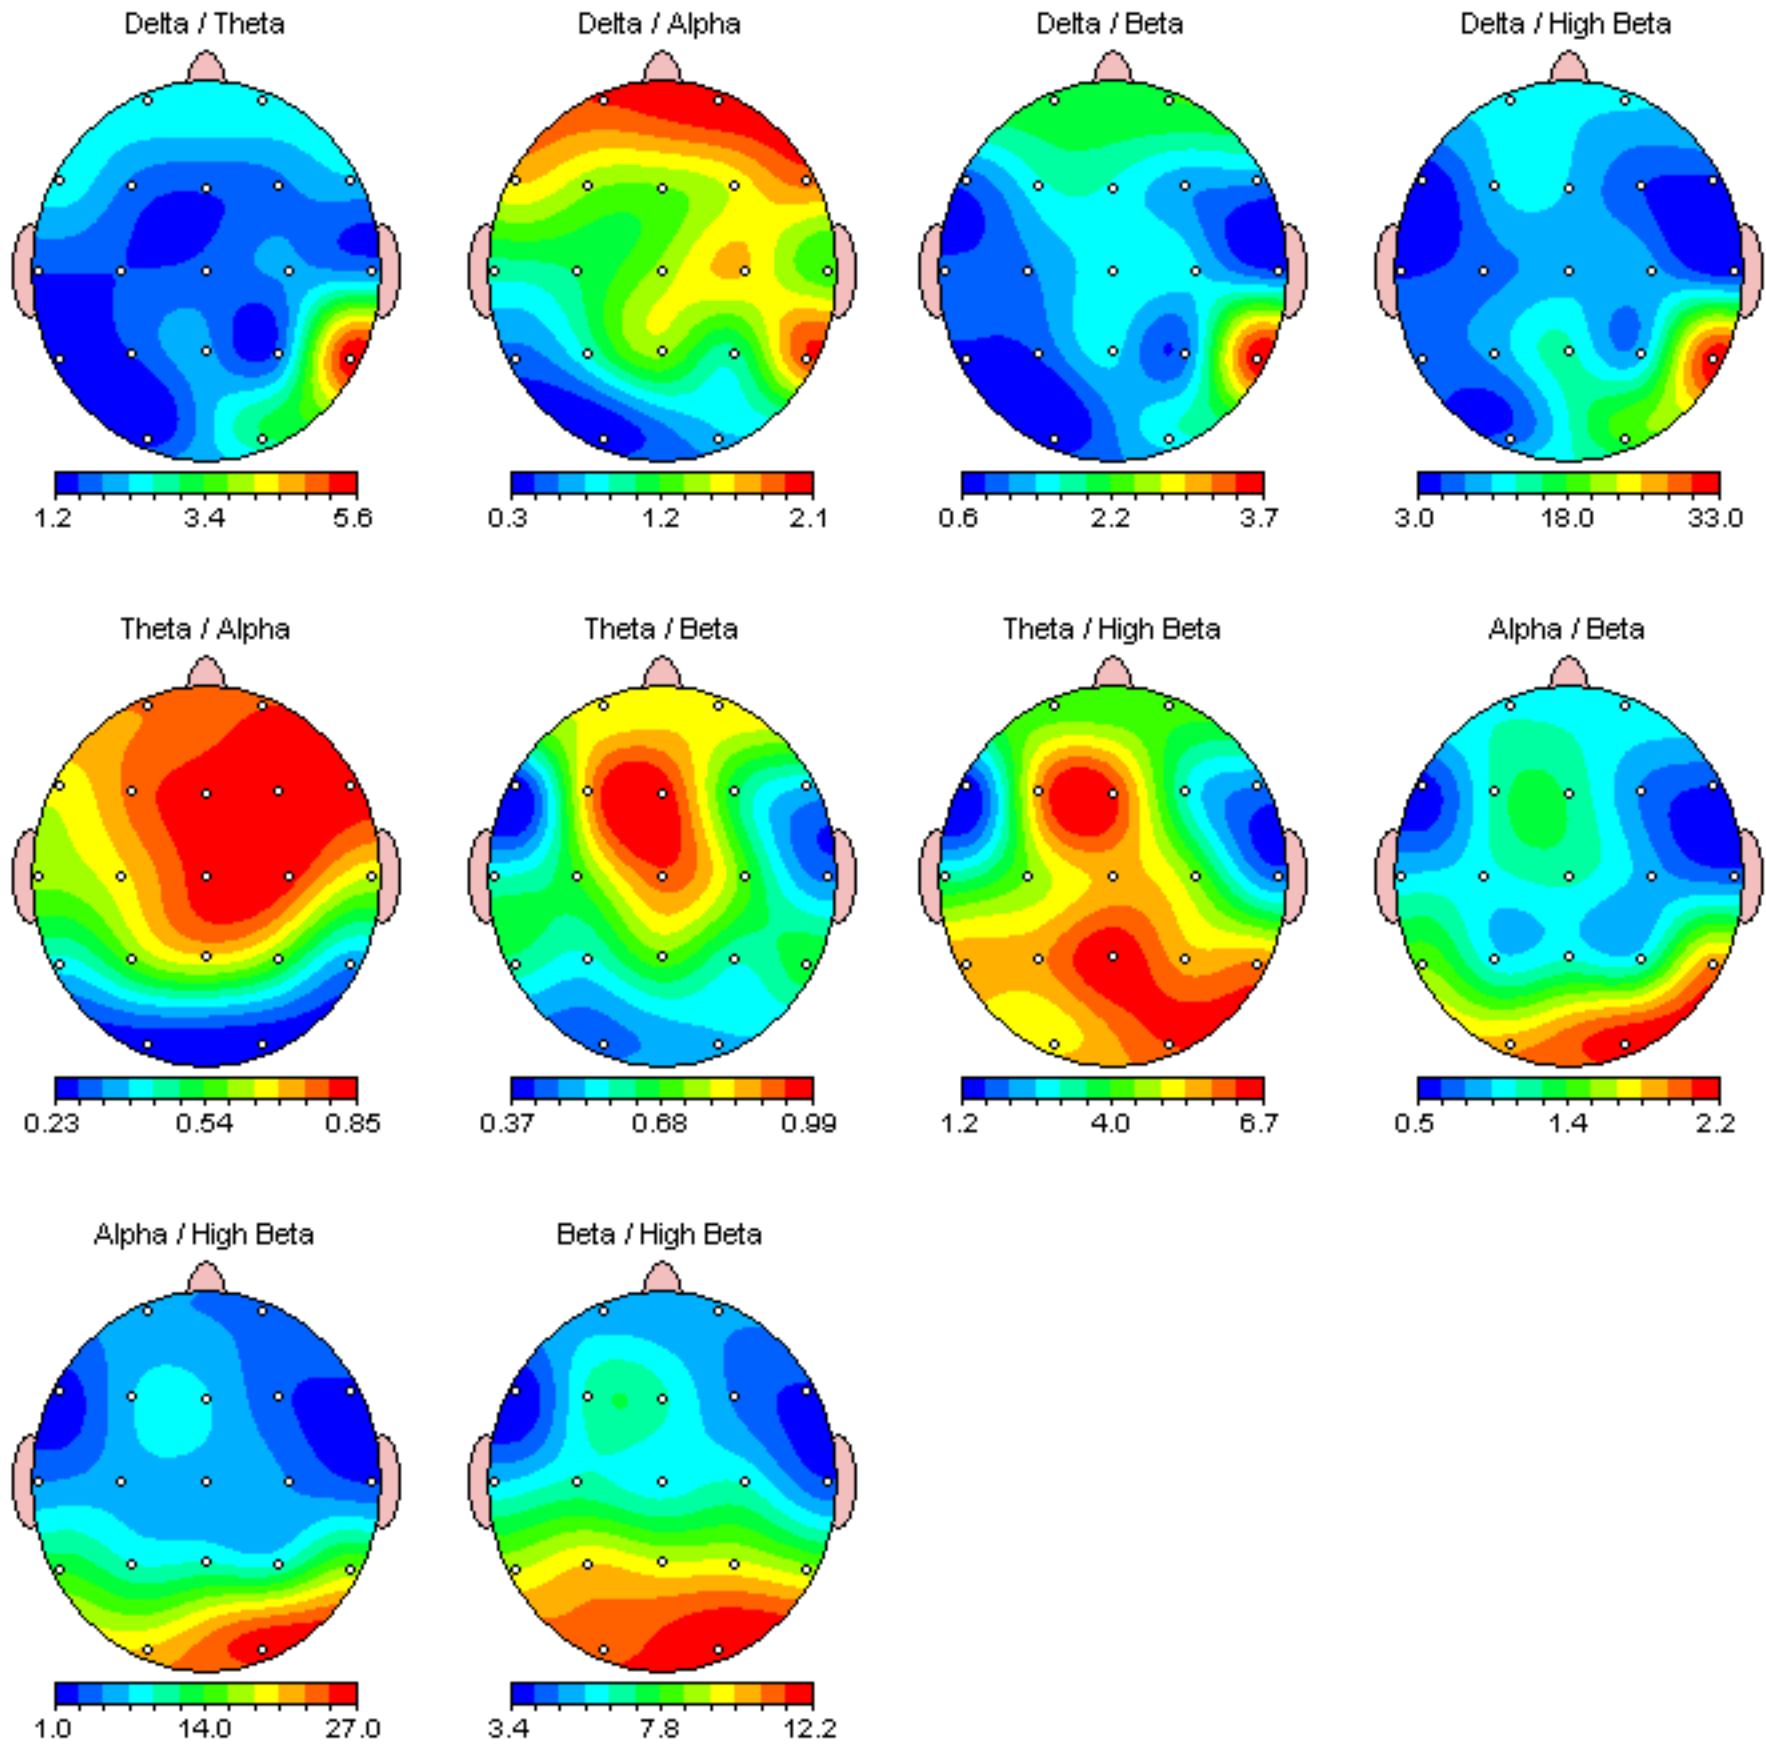 Delta / Theta
Delta / Alpha
Delta / Beta
Delta / High Beta
1.2 3.4 5.6
0.3 1.2 2.1
0.6 2.2 3.7
3.0 18.0 33.0
Theta / Alpha
Theta / Beta
Theta / High Beta
Alpha / Beta
0.23 0.54 0.85
0.37 0.68 0.99
1.2 4.0 6.7
0.5 1.4 2.2
Alpha / High Beta
Beta / High Beta
1.0 14.0 27.0
3.4 7.8 12.2